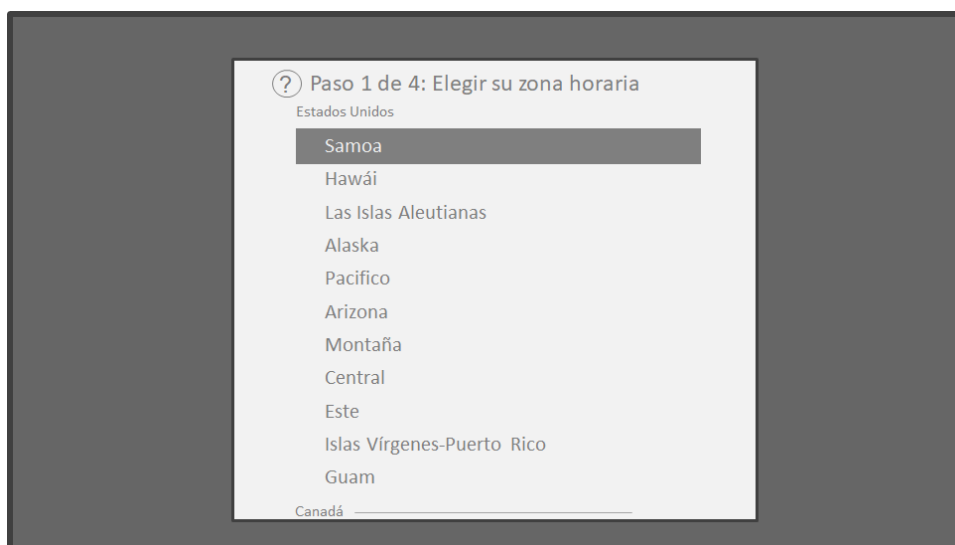 ? Paso 1 de 4: Elegir su zona horaria
Estados Unidos
Samoa
Hawái
Las Islas Aleutianas
Alaska
Pacifico
Arizona
Montaña
Central
Este
Islas Vírgenes-Puerto Rico
Guam
Canadá